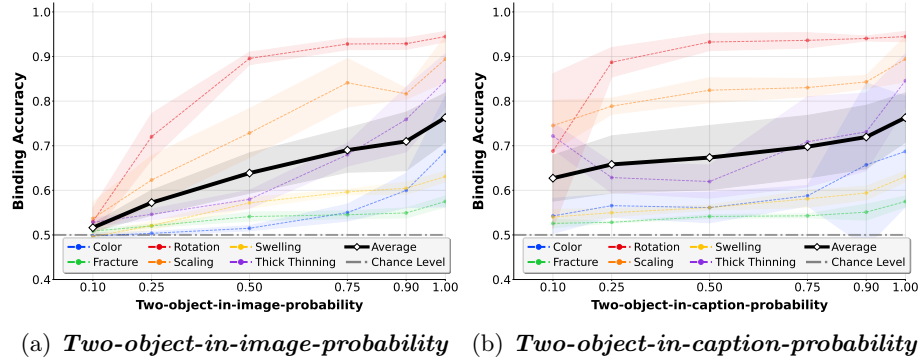 1.0
0.9
0.8
0.7
0.6
0.5
0.4
Binding Accuracy
Color
Rotation
Swelling
Average
Fracture
Scaling
Thick Thinning
Chance Level
0.10 0.25 0.50 0.75 0.90 1.00
Two-object-in-image-probability
(a) Two-object-in-image-probability
1.0
0.9
0.8
0.7
0.6
0.5
0.4
Binding Accuracy
Color
Rotation
Swelling
Average
Fracture
Scaling
Thick Thinning
Chance Level
0.10 0.25 0.50 0.75 0.90 1.00
Two-object-in-caption-probability
(b) Two-object-in-caption-probability